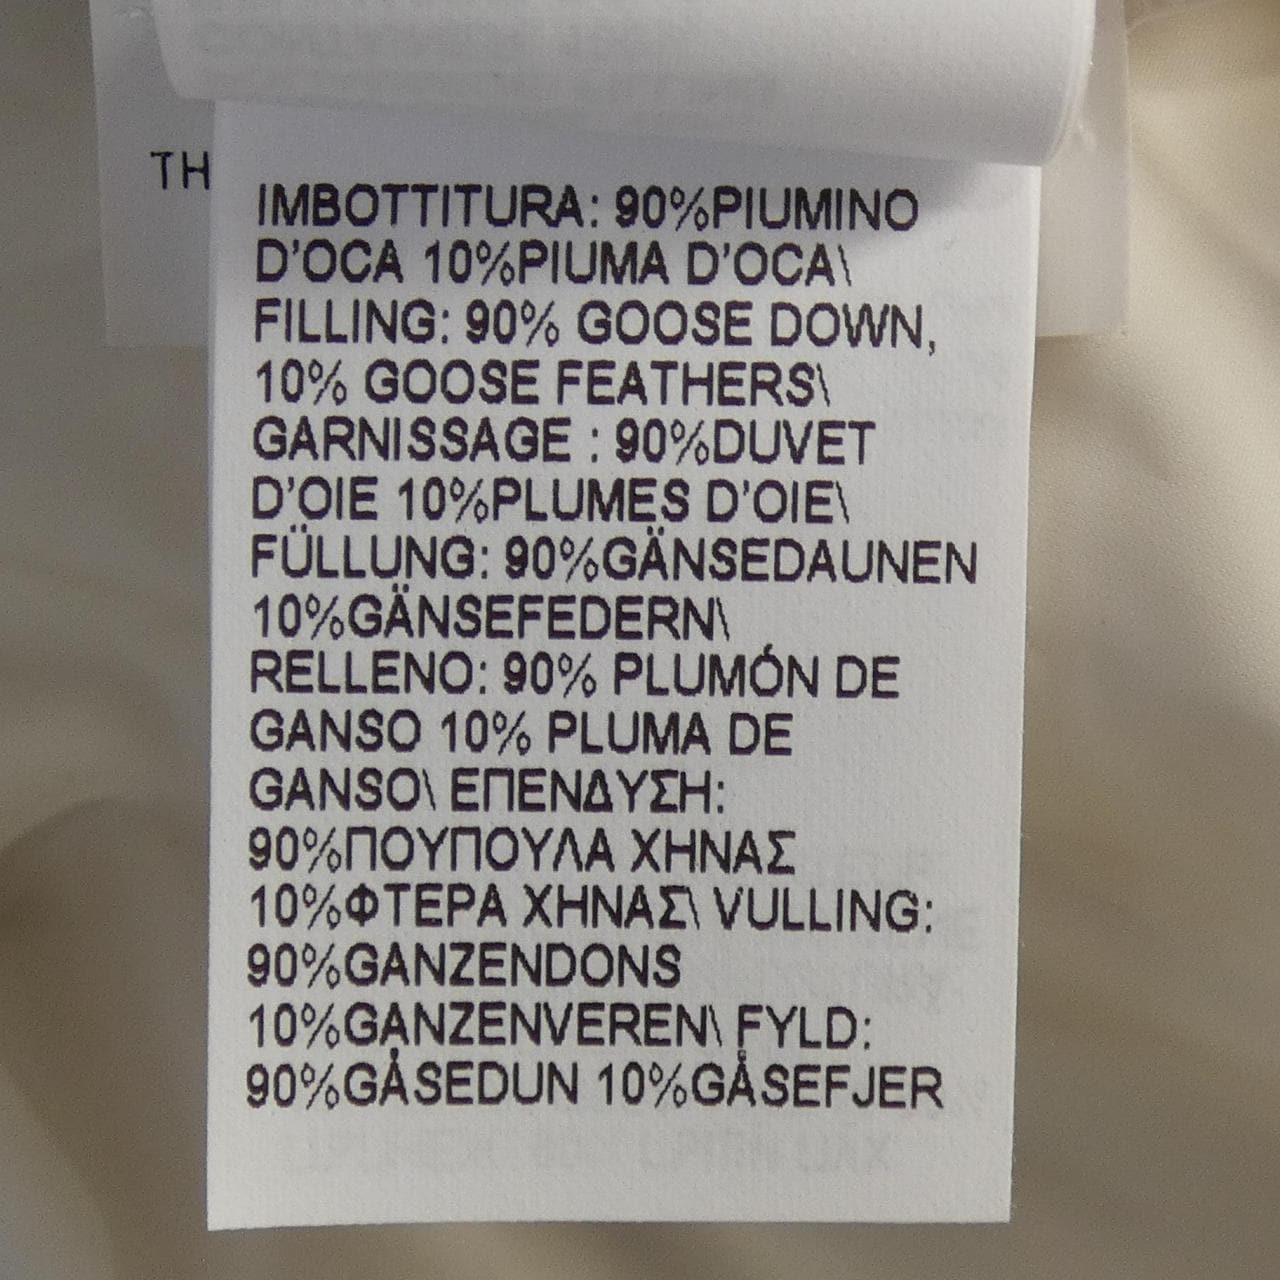 TH
IMBOTTITURA: 90%PIUMINO
D'OCA 10%PIUMA D'OCA\
FILLING: 90% GOOSE DOWN,
10% GOOSE FEATHERS\
GARNISSAGE : 90%DUVET
D'OIE 10%PLUMES D'OIE\
FÜLLUNG: 90%GÄNSEDAUNEN
10%GÄNSEFEDERN\
RELLENO: 90% PLUMÓN DE
GANSO 10% PLUMA DE
GANSO\ ΕΠΕΝΔΥΣΗ:
90%ΠΟΥΠΟΥΛΑ ΧΗΝΑΣ
10%ΦΤΕΡΑ ΧΗΝΑΣ\ VULLING:
90%GANZENDONS
10%GANZENVEREN\ FYLD:
90%GÅSEDUN 10%GÅSEFJER